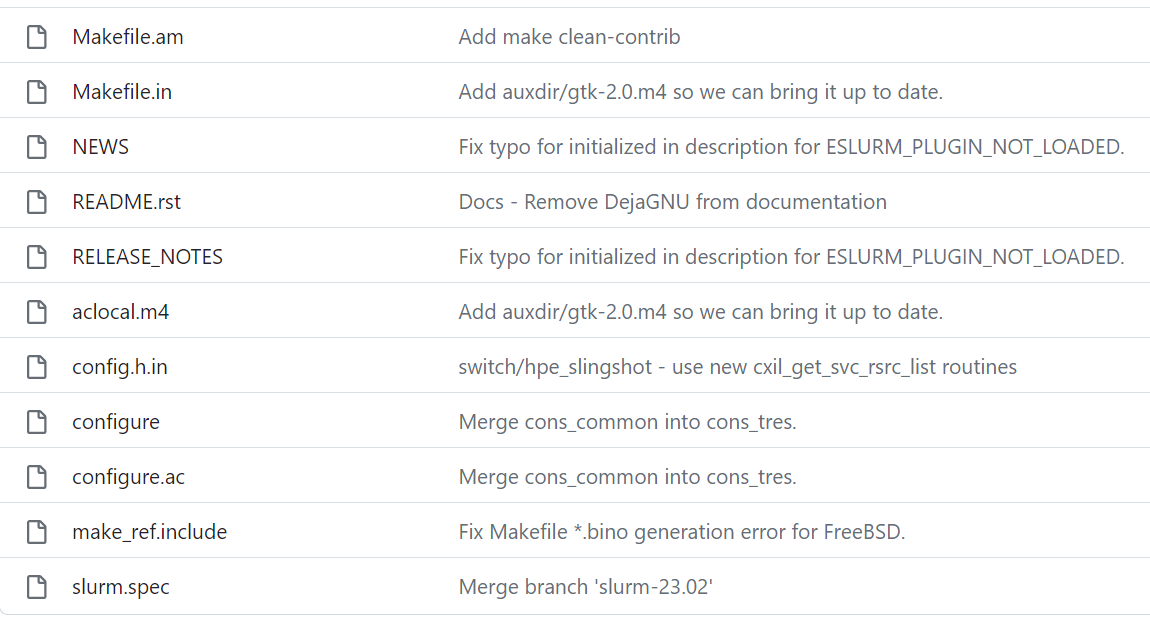 Makefile.am Add make clean-contrib
Makefile.in Add auxdir/gtk-2.0.m4 so we can bring it up to date.
NEWS Fix typo for initialized in description for ESLURM_PLUGIN_NOT_LOADED.
README.rst Docs - Remove DejaGNU from documentation
RELEASE_NOTES Fix typo for initialized in description for ESLURM_PLUGIN_NOT_LOADED.
aclocal.m4 Add auxdir/gtk-2.0.m4 so we can bring it up to date.
config.h.in switch/hpe_slingshot - use new cxil_get_svc_rsrc_list routines
configure Merge cons_common into cons_tres.
configure.ac Merge cons_common into cons_tres.
make_ref.include Fix Makefile *.bino generation error for FreeBSD.
slurm.spec Merge branch 'slurm-23.02'